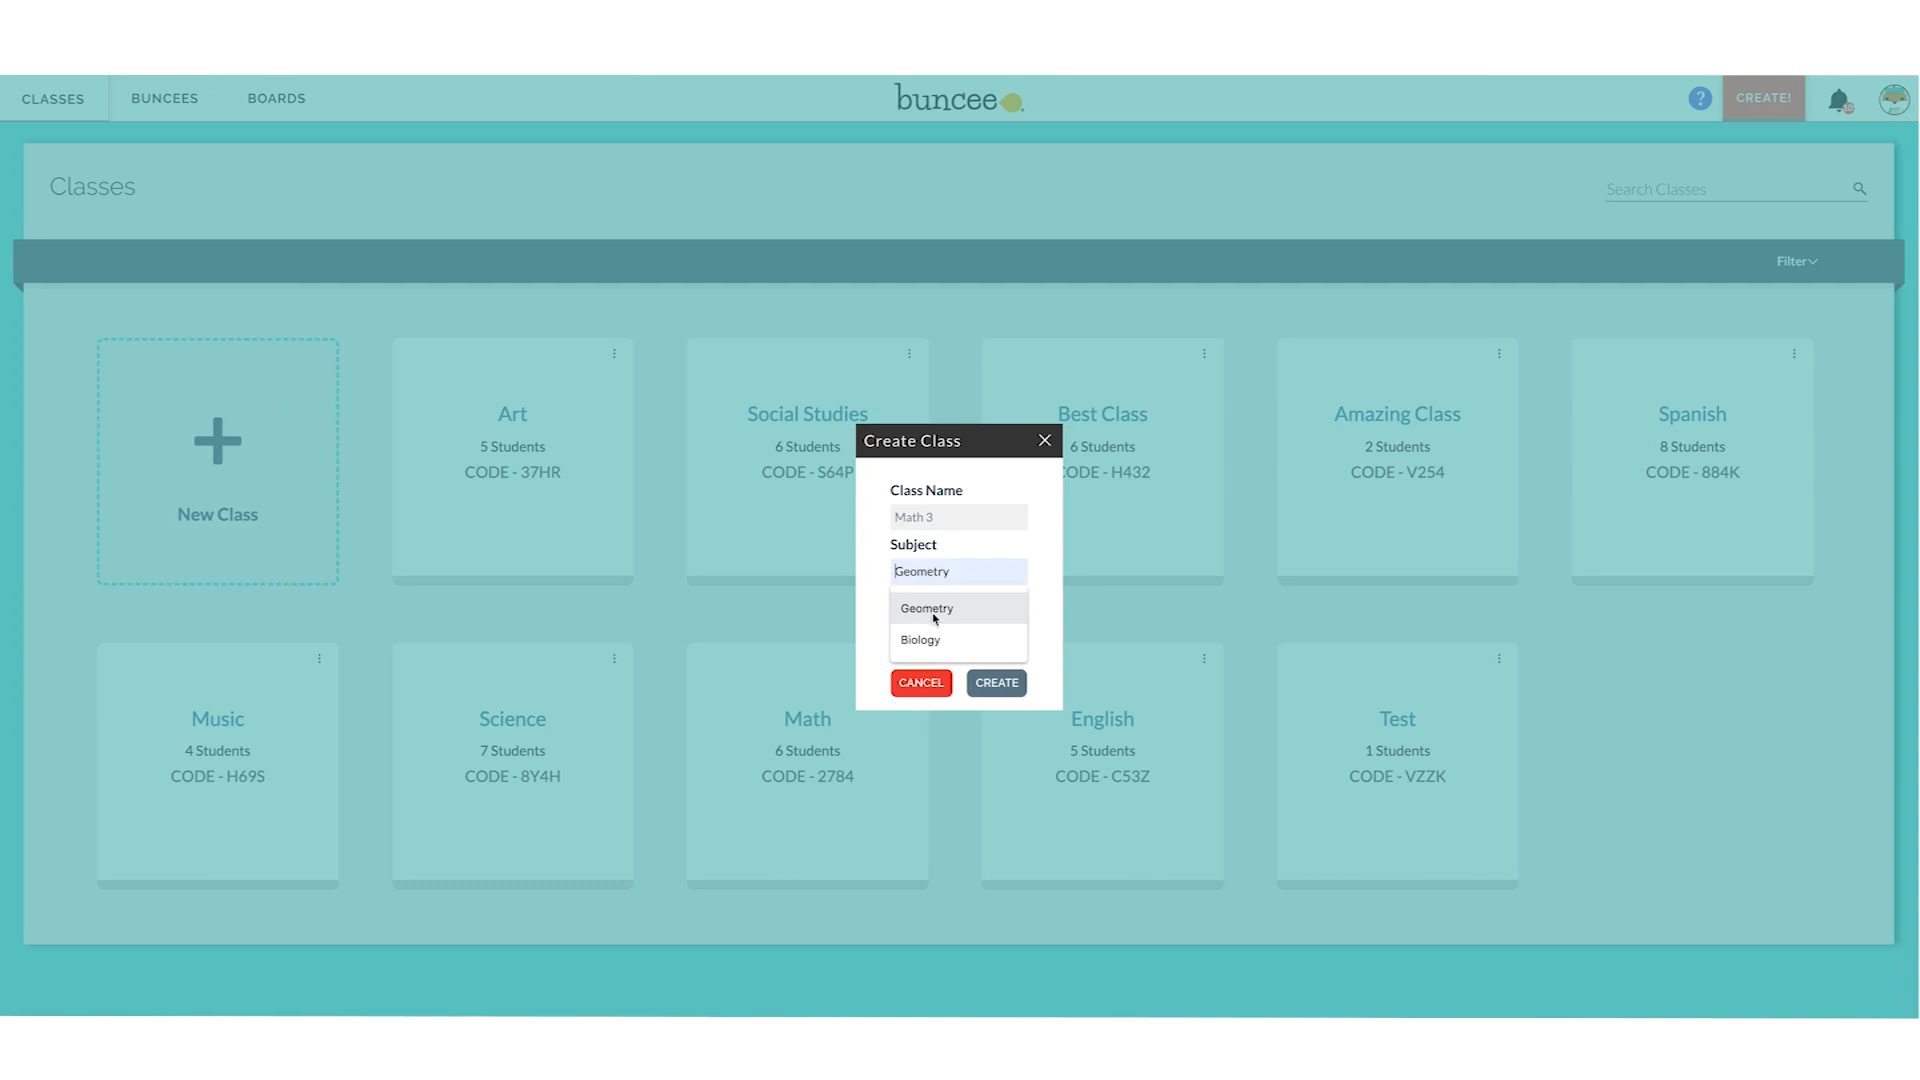 CLASSES
BUNCEES
BOARDS
buncee
?
CREATE!
Classes
Search Classes
Filter
New Class
Art
5 Students
CODE - 37HR
Social Studies
6 Students
CODE - S64P
Best Class
6 Students
CODE - H432
Amazing Class
2 Students
CODE - V254
Spanish
8 Students
CODE - 884K
Create Class
Class Name
Math 3
Subject
Geometry
Geometry
Biology
CANCEL
CREATE
Music
4 Students
CODE - H69S
Science
7 Students
CODE - 8Y4H
Math
6 Students
CODE - 2784
English
5 Students
CODE - C53Z
Test
1 Students
CODE - VZZK